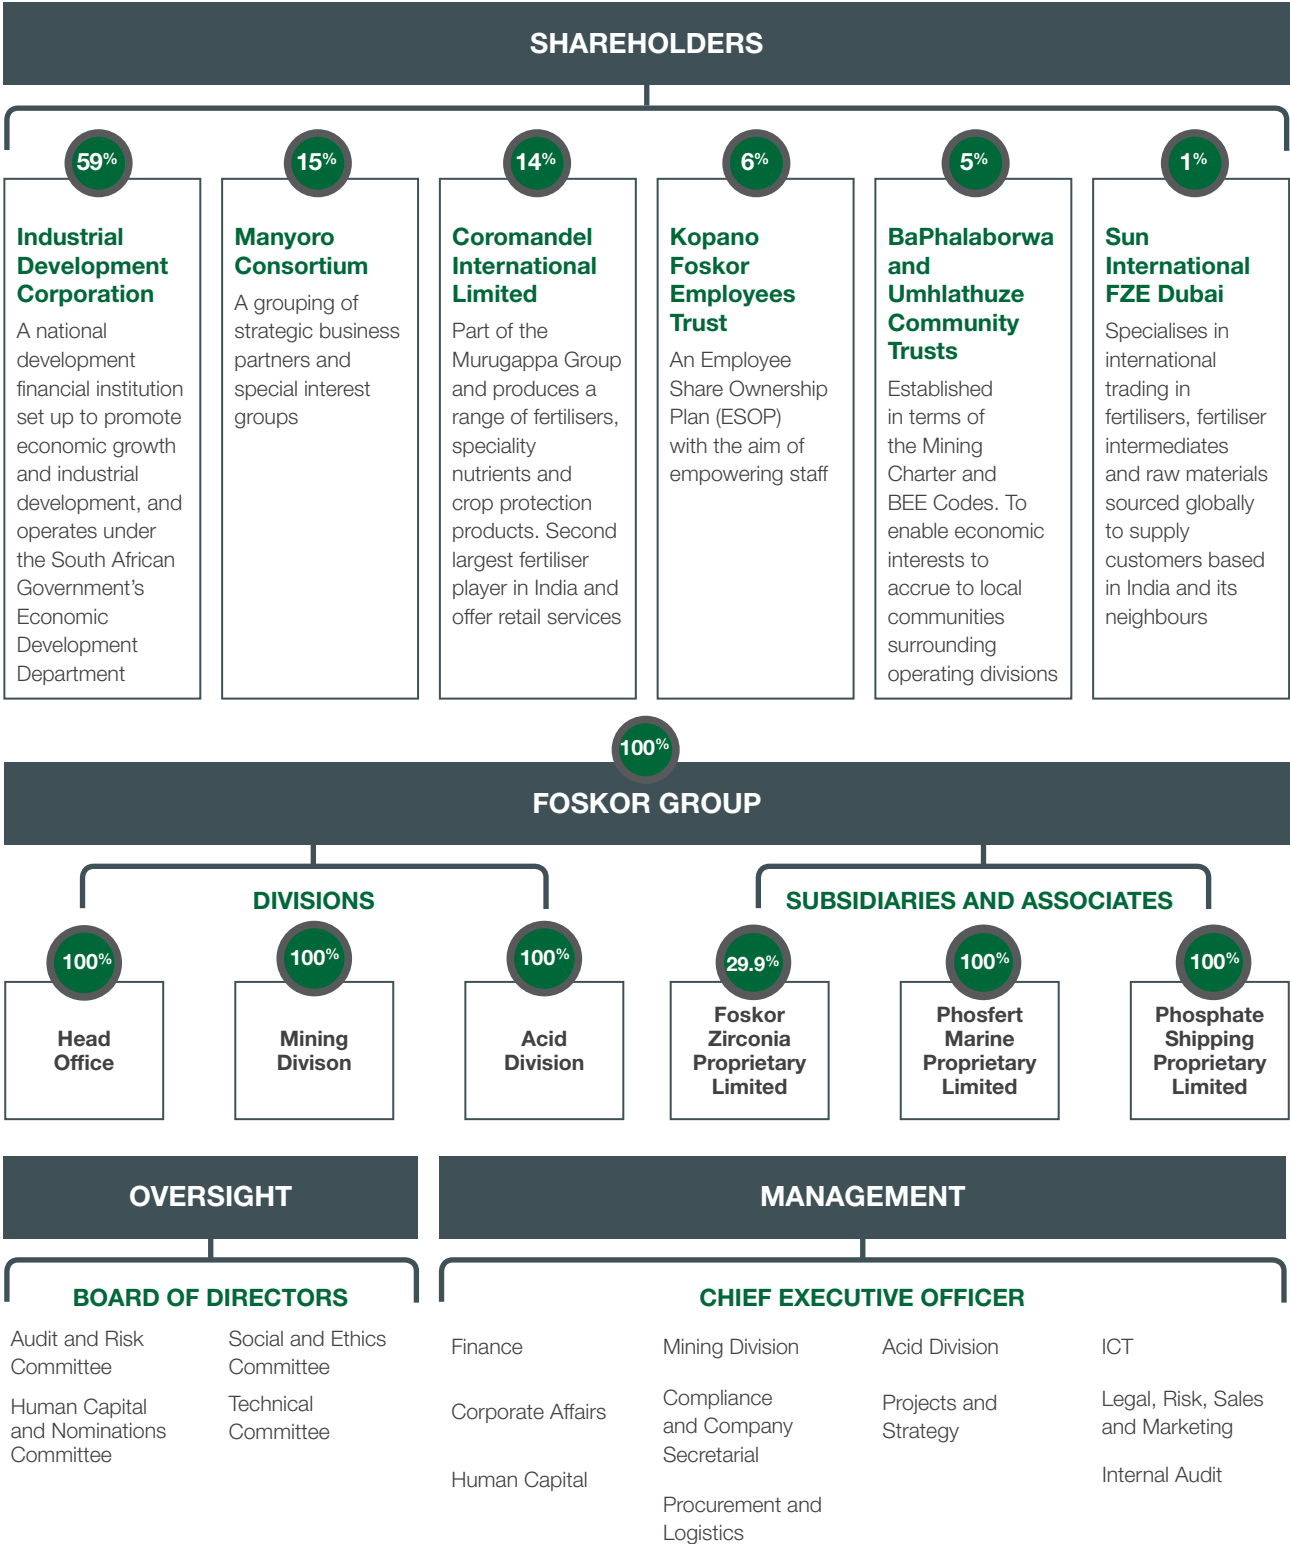 SHAREHOLDERS
59%
Industrial
Development
Corporation
A national
development
financial institution
set up to promote
economic growth
and industrial
development, and
operates under
the South African
Government's
Economic
Development
Department
15%
Manyoro
Consortium
A grouping of
strategic business
partners and
special interest
groups
14%
Coromandel
International
Limited
Part of the
Murugappa Group
and produces a
range of fertilisers,
speciality
nutrients and
crop protection
products. Second
largest fertiliser
player in India and
offer retail services
6%
Kopano
Foskor
Employees
Trust
An Employee
Share Ownership
Plan (ESOP)
with the aim of
empowering staff
5%
BaPhalaborwa
and
Umhlathuze
Community
Trusts
Established
in terms of
the Mining
Charter and
BEE Codes. To
enable economic
interests to
accrue to local
communities
surrounding
operating divisions
1%
Sun
International
FZE Dubai
Specialises in
international
trading in
fertilisers, fertiliser
intermediates
and raw materials
sourced globally
to supply
customers based
in India and its
neighbours
100%
FOSKOR GROUP
DIVISIONS
100%
Head
Office
100%
Mining
Divison
100%
Acid
Division
SUBSIDIARIES AND ASSOCIATES
29.9%
Foskor
Zirconia
Proprietary
Limited
100%
Phosfert
Marine
Proprietary
Limited
100%
Phosphate
Shipping
Proprietary
Limited
OVERSIGHT
BOARD OF DIRECTORS
Audit and Risk
Committee
Human Capital
and Nominations
Committee
Social and Ethics
Committee
Technical
Committee
MANAGEMENT
CHIEF EXECUTIVE OFFICER
Finance
Corporate Affairs
Human Capital
Mining Division
Compliance
and Company
Secretarial
Procurement and
Logistics
Acid Division
Projects and
Strategy
ICT
Legal, Risk, Sales
and Marketing
Internal Audit